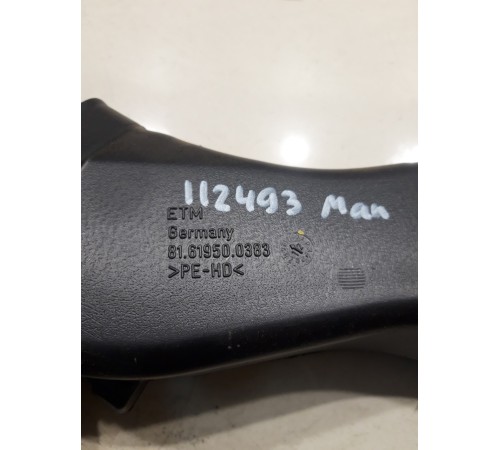 112493 Man
ETM
Germany
81.61950.0383
>PE-HD<